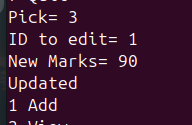 Pick= 3
ID to edit= 1
New Marks= 90
Updated
1 Add